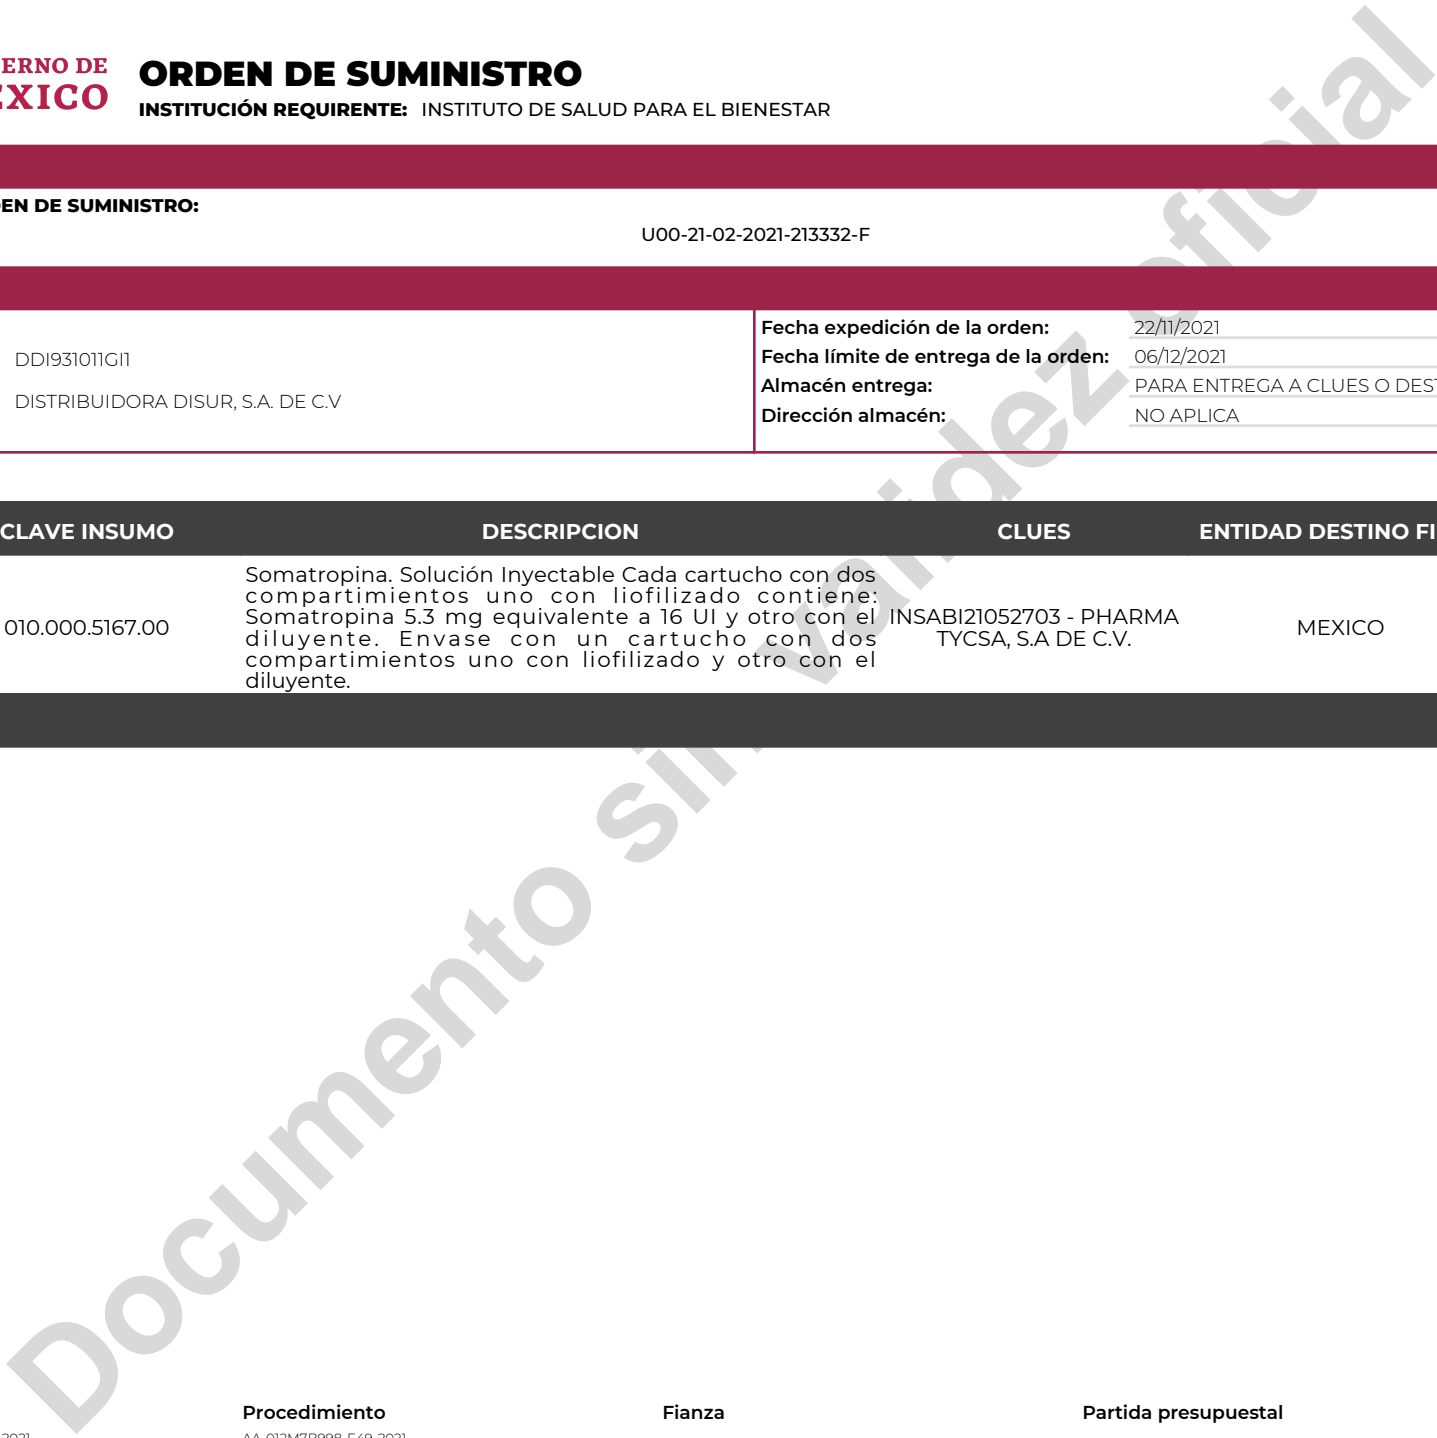 ERNO DE
EXICO
ORDEN DE SUMINISTRO
INSTITUCIÓN REQUIRENTE: INSTITUTO DE SALUD PARA EL BIENESTAR
EN DE SUMINISTRO:
U00-21-02-2021-213332-F
DDI931011GI1
DISTRIBUIDORA DISUR, S.A. DE C.V
Fecha expedición de la orden: 22/11/2021
Fecha límite de entrega de la orden: 06/12/2021
Almacén entrega: PARA ENTREGA A CLUES O DEST
Dirección almacén: NO APLICA
CLAVE INSUMO DESCRIPCION CLUES ENTIDAD DESTINO FI
010.000.5167.00
Somatropina. Solución Inyectable Cada cartucho con dos
compartimientos uno con liofilizado contiene:
Somatropina 5.3 mg equivalente a 16 UI y otro con el
diluyente. Envase con un cartucho con dos
compartimientos uno con liofilizado y otro con el
diluyente.
INSABI21052703 - PHARMA
TYCSA, S.A DE C.V.
MEXICO
Documento sin validez oficial
Procedimiento Fianza Partida presupuestal